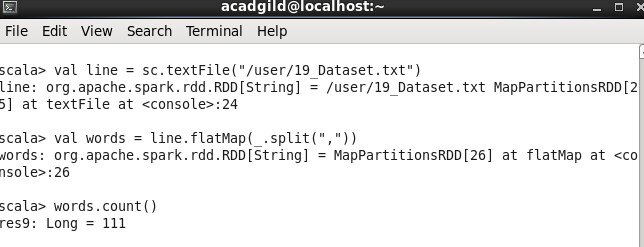 acadgild@localhost:~
File Edit View Search Terminal Help
scala> val line = sc.textFile("/user/19_Dataset.txt")
line: org.apache.spark.rdd.RDD[String] = /user/19_Dataset.txt MapPartitionsRDD[2
5] at textFile at <console>:24
scala> val words = line.flatMap(_.split(","))
words: org.apache.spark.rdd.RDD[String] = MapPartitionsRDD[26] at flatMap at <co
nsole>:26
scala> words.count()
res9: Long = 111